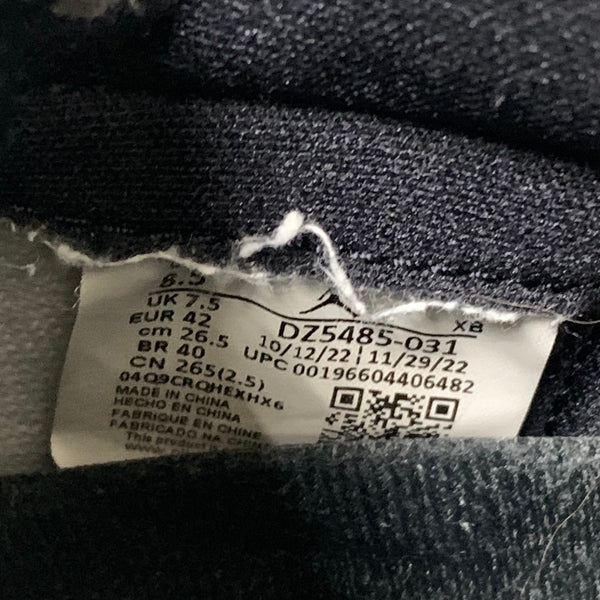 8.5
UK 7.5
EUR 42
cm 26.5
BR 40
CN 265(2.5)
04Q9CRQHEXHX6
MADE IN CHINA
HECHO EN CHINA
FABRIQUE EN CHINE
FABRICADO NA CHINA
This product
XB
DZ5485-031
10/12/22 | 11/29/22
UPC 00196604406482